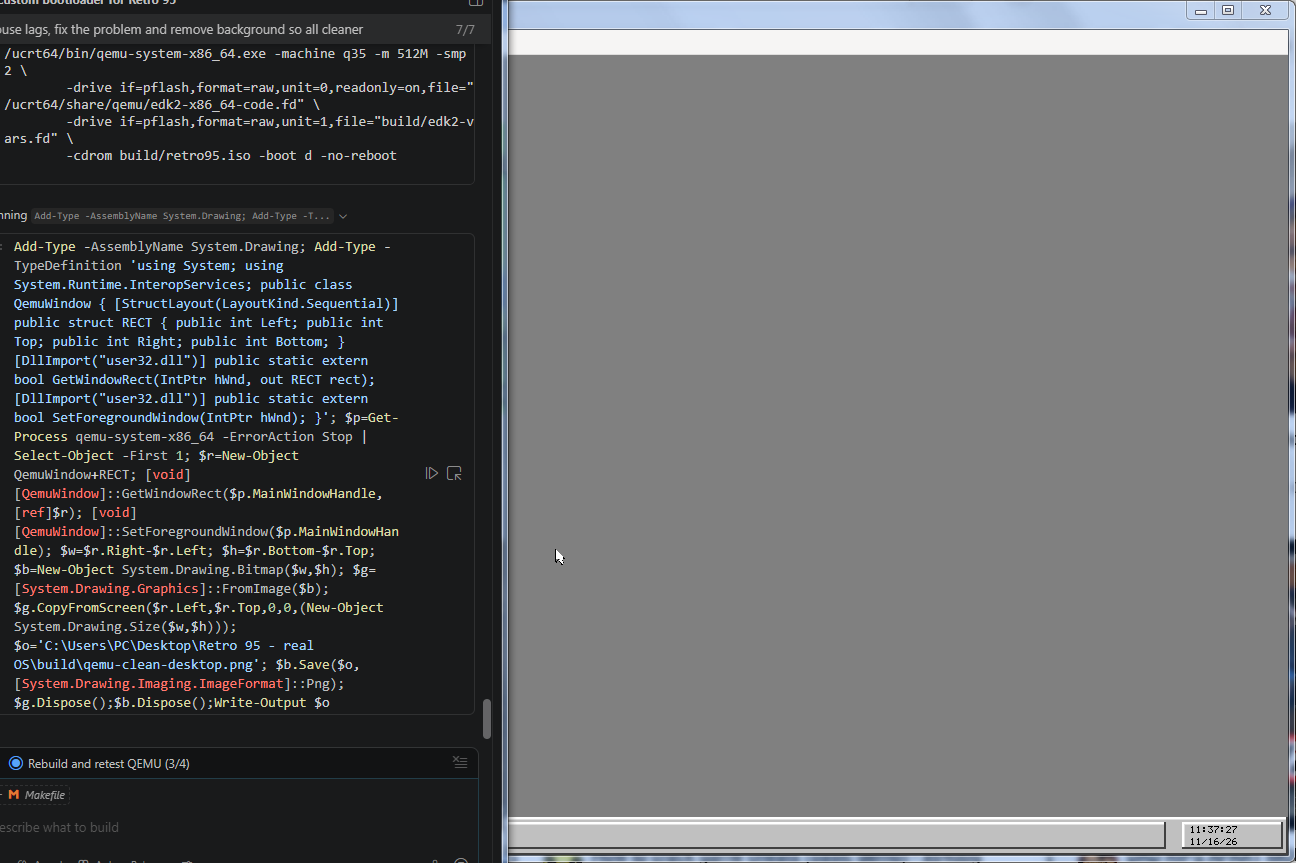 ustom bootloader for Retro 95
use lags, fix the problem and remove background so all cleaner
7/7
/ucrt64/bin/qemu-system-x86_64.exe -machine q35 -m 512M -smp
2 \
-drive if=pflash,format=raw,unit=0,readonly=on,file="
/ucrt64/share/qemu/edk2-x86_64-code.fd" \
-drive if=pflash,format=raw,unit=1,file="build/edk2-v
ars.fd" \
-cdrom build/retro95.iso -boot d -no-reboot
nning Add-Type -AssemblyName System.Drawing; Add-Type -T...
Add-Type -AssemblyName System.Drawing; Add-Type -
TypeDefinition 'using System; using
System.Runtime.InteropServices; public class
QemuWindow { [StructLayout(LayoutKind.Sequential)]
public struct RECT { public int Left; public int
Top; public int Right; public int Bottom; }
[DllImport("user32.dll")] public static extern
bool GetWindowRect(IntPtr hWnd, out RECT rect);
[DllImport("user32.dll")] public static extern
bool SetForegroundWindow(IntPtr hWnd); }'; $p=Get-
Process qemu-system-x86_64 -ErrorAction Stop |
Select-Object -First 1; $r=New-Object
QemuWindow+RECT; [void]
[QemuWindow]::GetWindowRect($p.MainWindowHandle,
[ref]$r); [void]
[QemuWindow]::SetForegroundWindow($p.MainWindowHan
dle); $w=$r.Right-$r.Left; $h=$r.Bottom-$r.Top;
$b=New-Object System.Drawing.Bitmap($w,$h); $g=
[System.Drawing.Graphics]::FromImage($b);
$g.CopyFromScreen($r.Left,$r.Top,0,0,(New-Object
System.Drawing.Size($w,$h)));
$o='C:\Users\PC\Desktop\Retro 95 - real
OS\build\qemu-clean-desktop.png'; $b.Save($o,
[System.Drawing.Imaging.ImageFormat]::Png);
$g.Dispose();$b.Dispose();Write-Output $o
Rebuild and retest QEMU (3/4)
M Makefile
escribe what to build
11:37:27
11/16/26